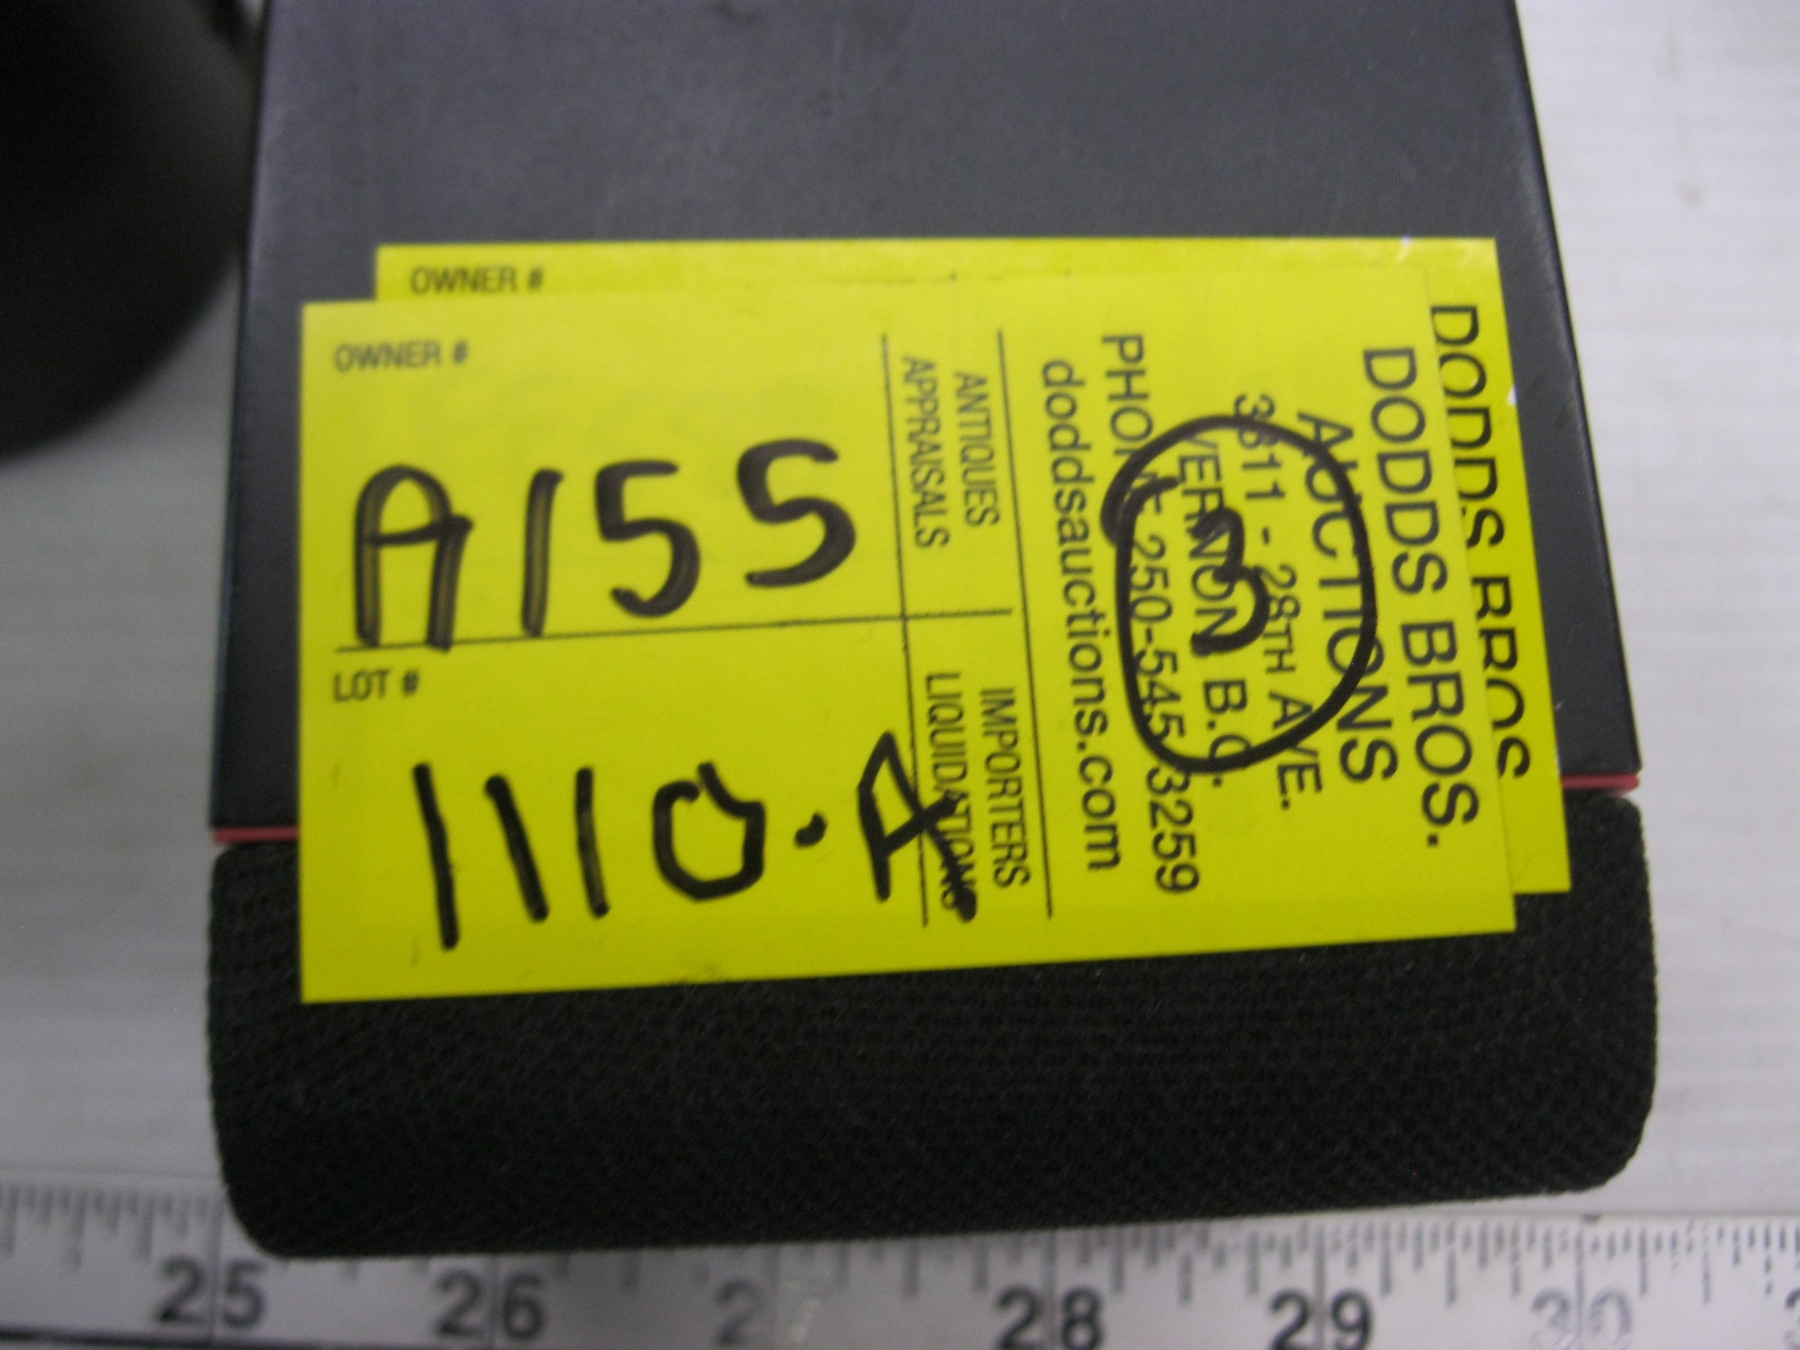 OWNER #
OWNER #
A155
LOT #
1110.A
ANTIQUES
APPRAISALS
IMPORTERS
LIQUIDATIONS
DODDS BROS
DODDS BROS.
AUCTIONS
3311 - 28TH AVE.
VERNON B.C.
PHONE 250-545-3259
doddsauctions.com
3
25
26
28
29
30